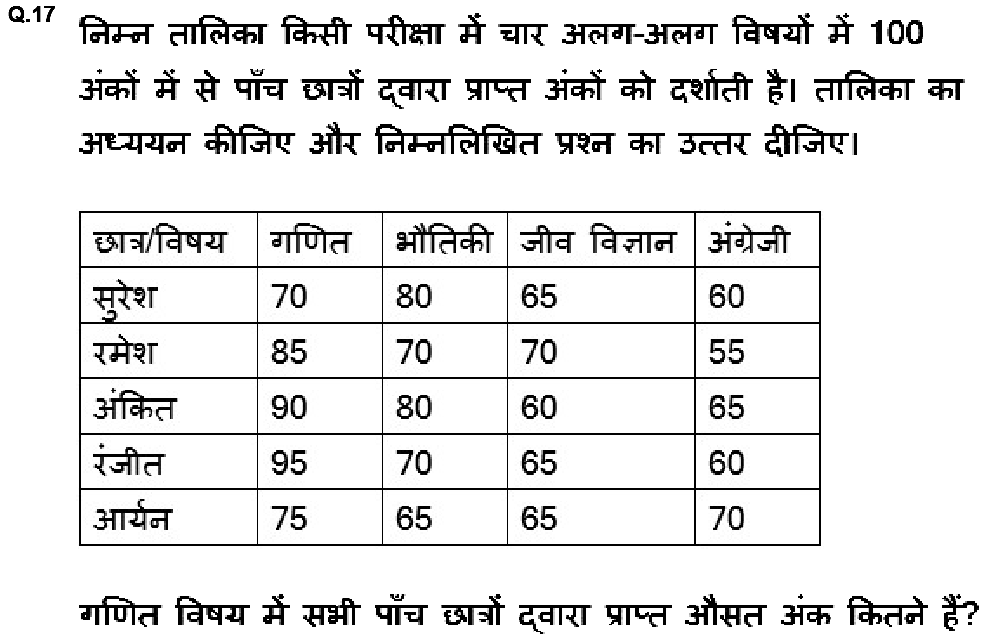 Q.17 निम्न तालिका किसी परीक्षा में चार अलग-अलग विषयों में 100
अंकों में से पाँच छात्रों द्वारा प्राप्त अंकों को दर्शाती है। तालिका का
अध्ययन कीजिए और निम्नलिखित प्रश्न का उत्तर दीजिए।
छात्र/विषय गणित भौतिकी जीव विज्ञान अंग्रेजी
सुरेश 70 80 65 60
रमेश 85 70 70 55
अंकित 90 80 60 65
रंजीत 95 70 65 60
आर्यन 75 65 65 70
गणित विषय में सभी पाँच छात्रों द्वारा प्राप्त औसत अंक कितने हैं?